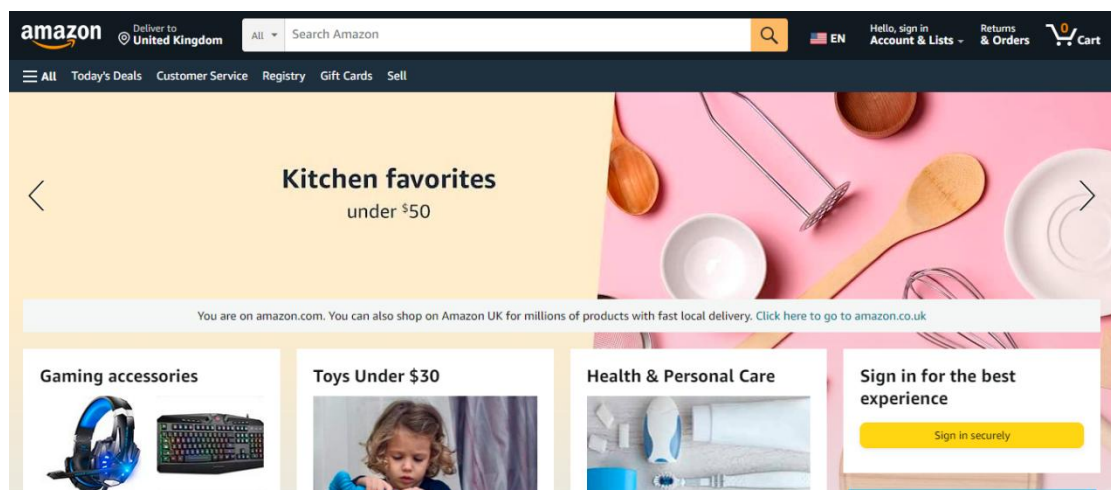 amazon
Deliver to
United Kingdom
All
Search Amazon
EN
Hello, sign in
Account & Lists
Returns
& Orders
0
Cart
All
Today's Deals
Customer Service
Registry
Gift Cards
Sell
Kitchen favorites
under $50
You are on amazon.com. You can also shop on Amazon UK for millions of products with fast local delivery. Click here to go to amazon.co.uk
Gaming accessories
Toys Under $30
Health & Personal Care
Sign in for the best
experience
Sign in securely